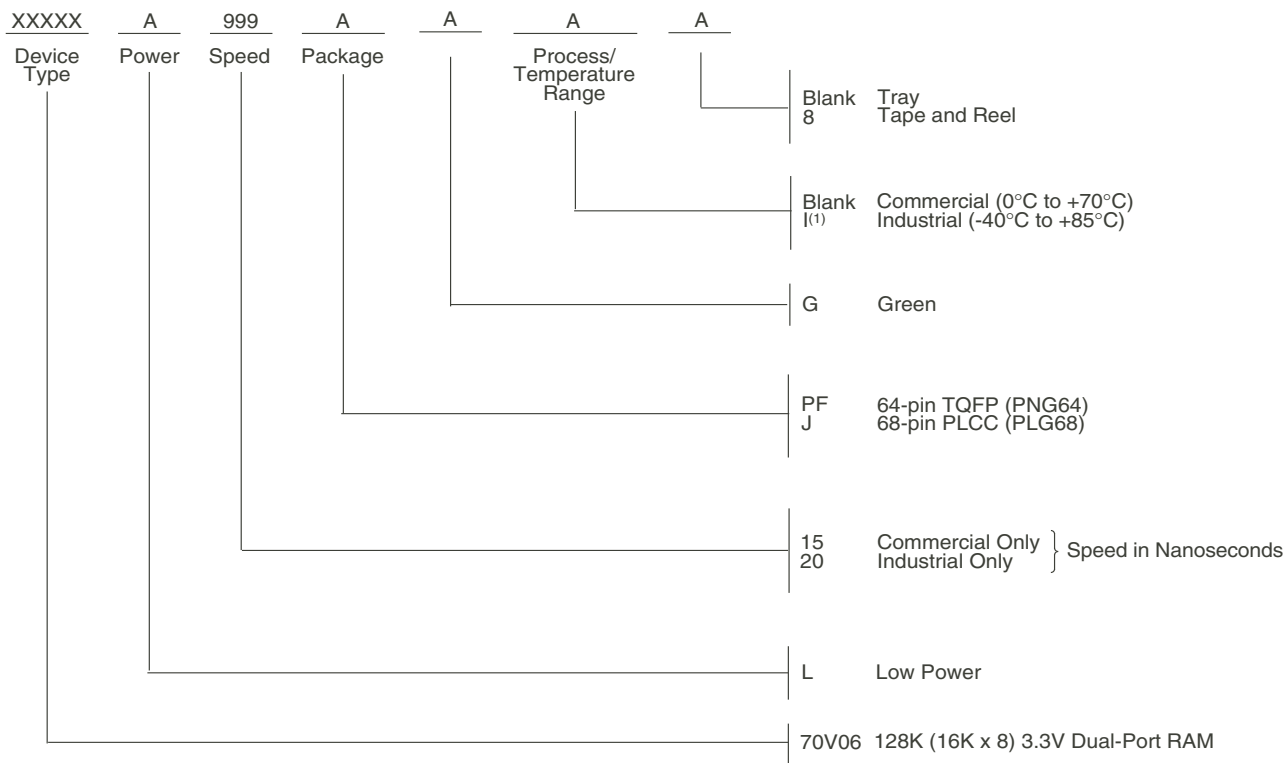 XXXXX A 999 A A A A
Device Type
Power
Speed
Package
Process/
Temperature
Range
Blank Tray
8 Tape and Reel
Blank Commercial (0°C to +70°C)
I(1) Industrial (-40°C to +85°C)
G Green
PF 64-pin TQFP (PNG64)
J 68-pin PLCC (PLG68)
15 Commercial Only
20 Industrial Only
Speed in Nanoseconds
L Low Power
70V06 128K (16K x 8) 3.3V Dual-Port RAM